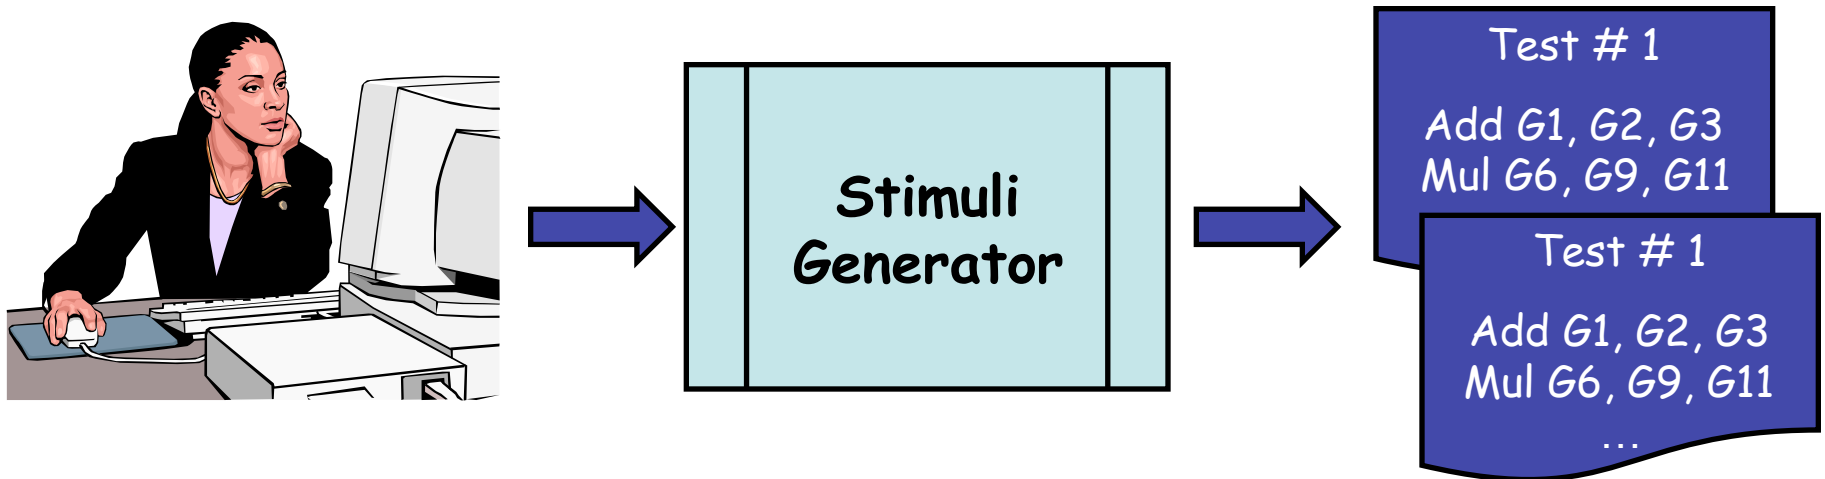 Stimuli
Generator
Test # 1
Add G1, G2, G3
Mul G6, G9, G11
Test # 1
Add G1, G2, G3
Mul G6, G9, G11
...